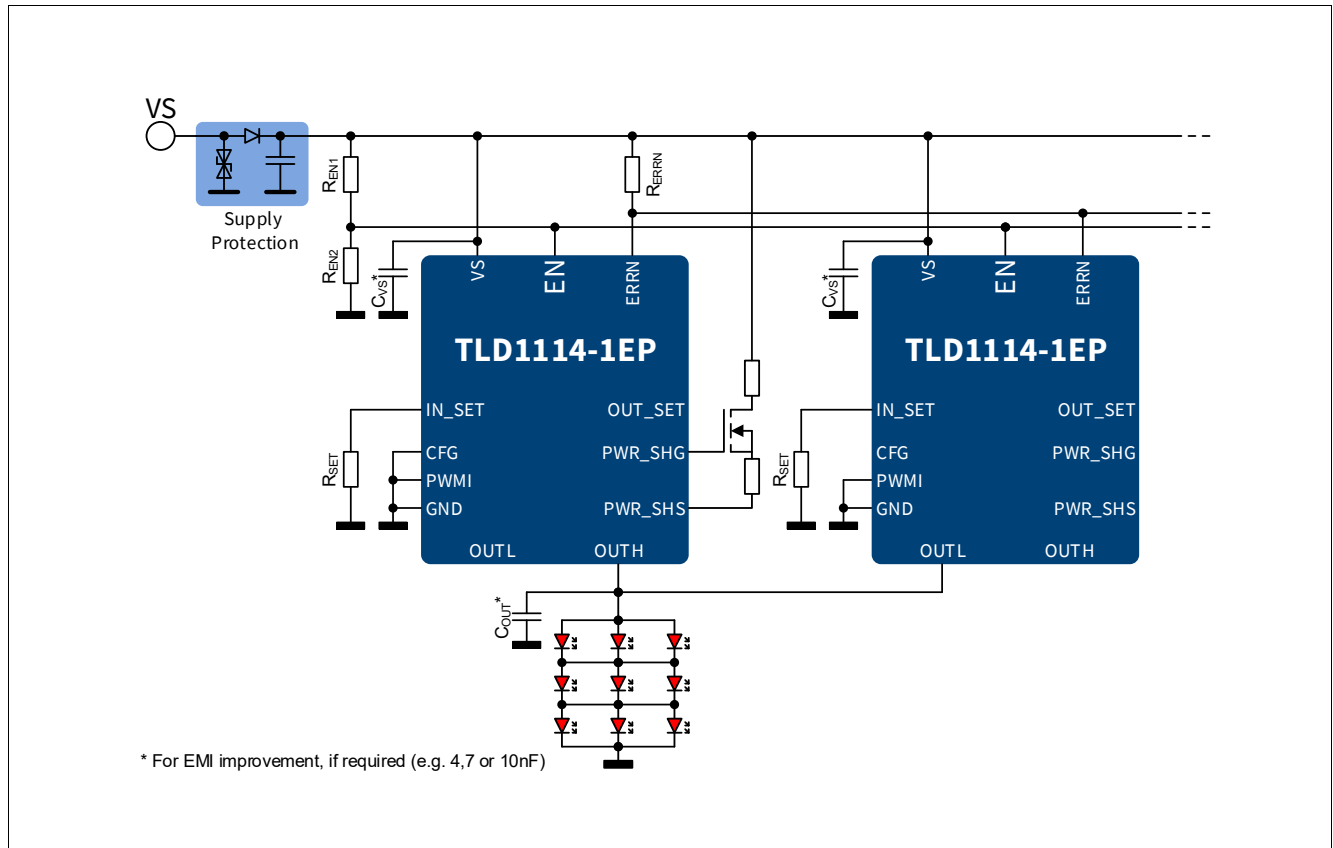 VS
Supply
Protection
REN1
REN2
RERRN
CVS*
VS
EN
ERRN
TLD1114-1EP
IN_SET
CFG
PWMI
GND
OUT_SET
PWR_SHG
PWR_SHS
OUTL
OUTH
RSET
CVS*
VS
EN
ERRN
TLD1114-1EP
IN_SET
CFG
PWMI
GND
OUT_SET
PWR_SHG
PWR_SHS
OUTL
OUTH
RSET
COUT*
* For EMI improvement, if required (e.g. 4,7 or 10nF)